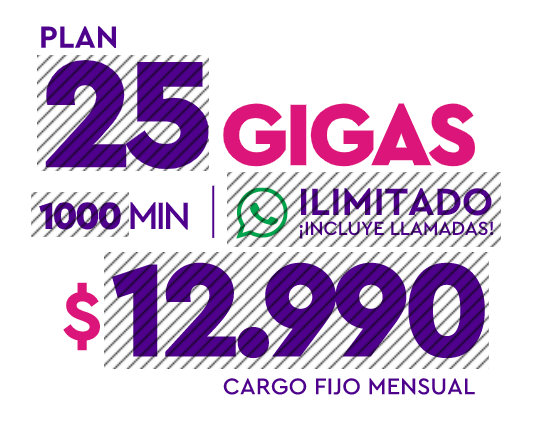 PLAN
25 GIGAS
1000 MIN | ILIMITADO
¡INCLUYE LLAMADAS!
$12.990
CARGO FIJO MENSUAL